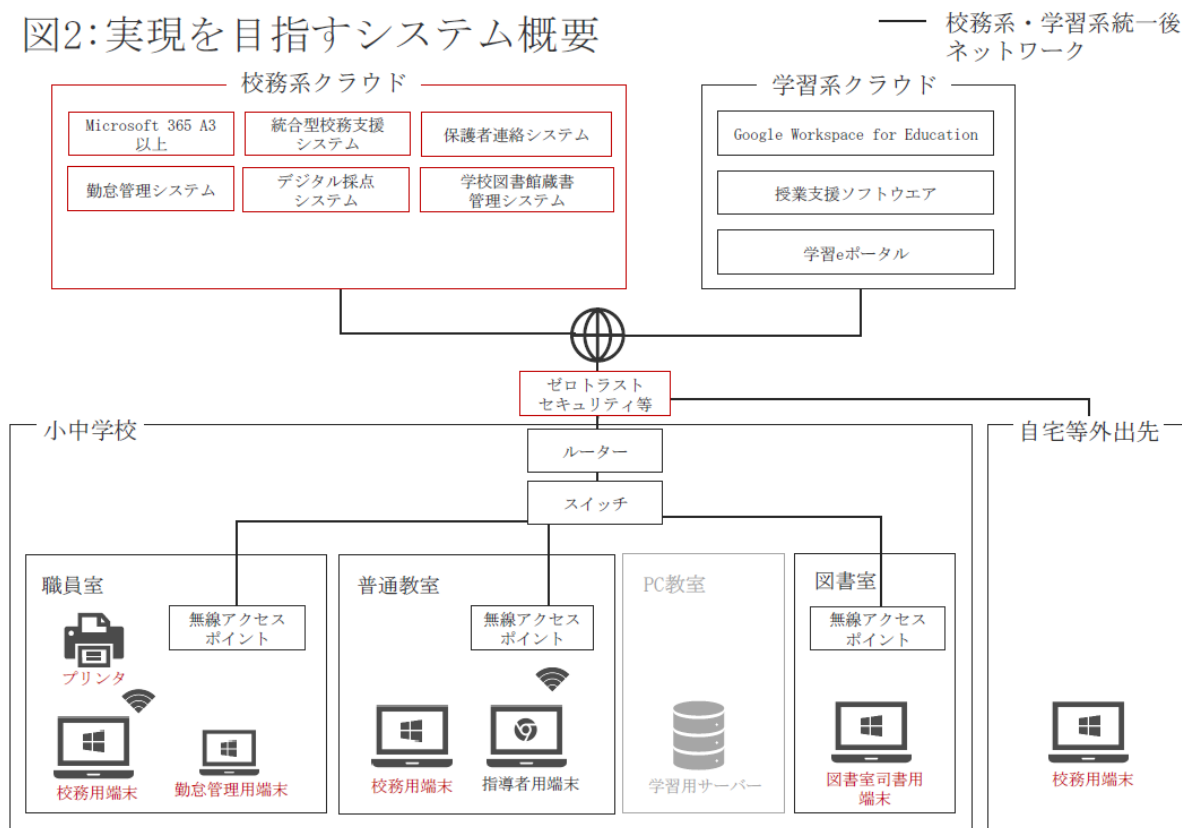 図2:実現を目指すシステム概要
校務系・学習系統一後
ネットワーク
校務系クラウド
Microsoft 365 A3
以上
統合型校務支援
システム
保護者連絡システム
勤怠管理システム
デジタル採点
システム
学校図書館蔵書
管理システム
学習系クラウド
Google Workspace for Education
授業支援ソフトウエア
学習eポータル
ゼロトラスト
セキュリティ等
小中学校
自宅等外出先
ルーター
スイッチ
職員室
無線アクセス
ポイント
プリンタ
校務用端末
勤怠管理用端末
普通教室
無線アクセス
ポイント
校務用端末
指導者用端末
PC教室
学習用サーバー
図書室
無線アクセス
ポイント
図書室司書用
端末
校務用端末